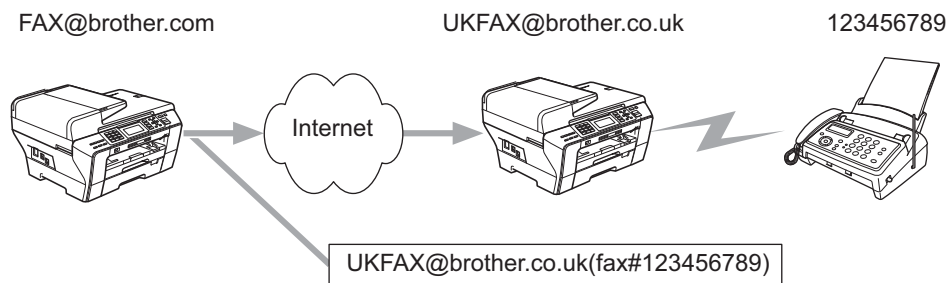 FAX@brother.com
UKFAX@brother.co.uk
123456789
Internet
UKFAX@brother.co.uk(fax#123456789)